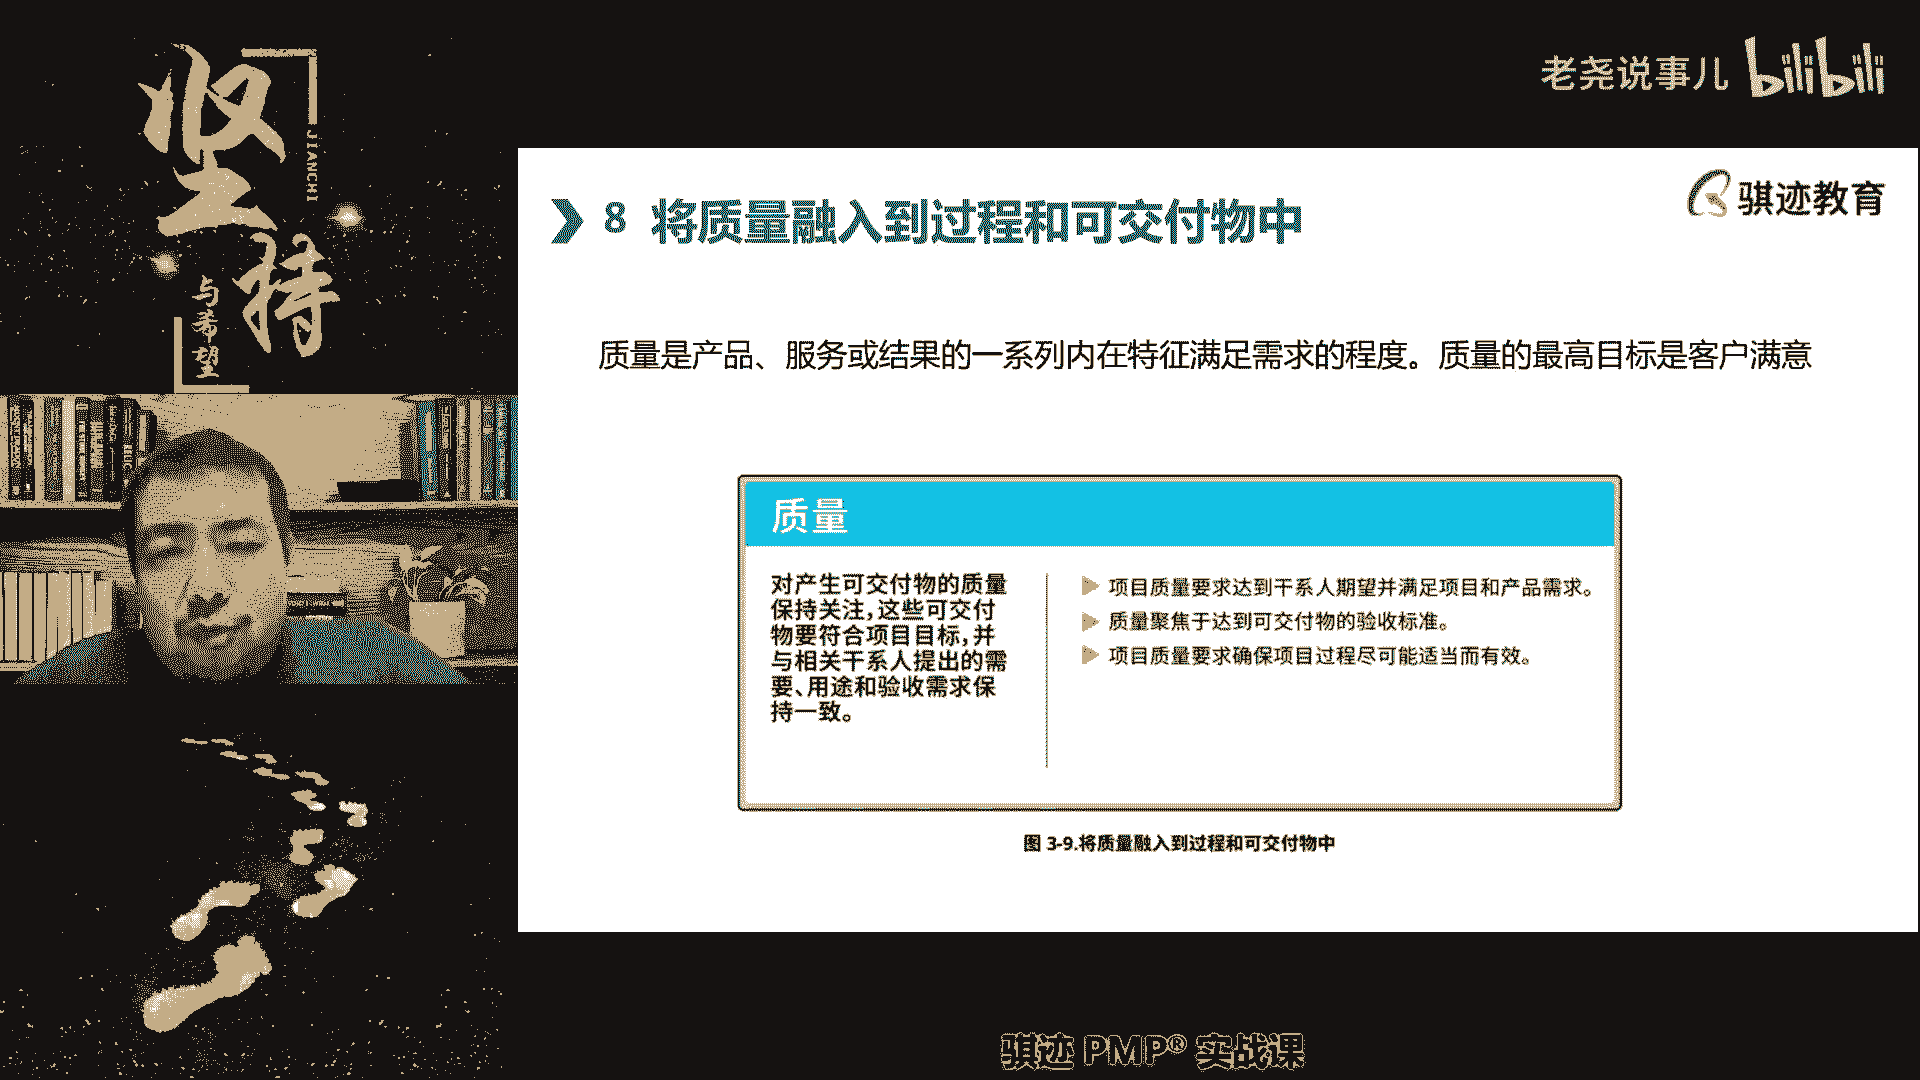 坚持
JIANCHI
与希望
老尧说事儿 bilibili
骐迹教育
8 将质量融入到过程和可交付物中
质量是产品、服务或结果的一系列内在特征满足需求的程度。质量的最高目标是客户满意
质量
对产生可交付物的质量
保持关注，这些可交付
物要符合项目目标，并
与相关干系人提出的需
要、用途和验收需求保
持一致。
项目质量要求达到干系人期望并满足项目和产品需求。
质量聚焦于达到可交付物的验收标准。
项目质量要求确保项目过程尽可能适当而有效。
图 3-9.将质量融入到过程和可交付物中
骐迹 PMP® 实战课